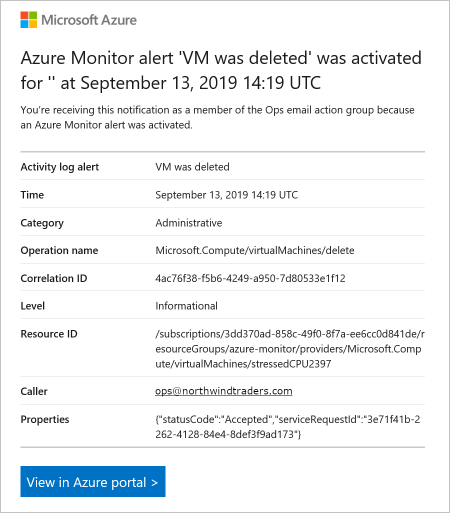 Microsoft Azure
Azure Monitor alert 'VM was deleted' was activated
for '' at September 13, 2019 14:19 UTC
You're receiving this notification as a member of the Ops email action group because
an Azure Monitor alert was activated.
Activity log alert VM was deleted
Time September 13, 2019 14:19 UTC
Category Administrative
Operation name Microsoft.Compute/virtualMachines/delete
Correlation ID 4ac76f38-f5b6-4249-a950-7d80533e1f12
Level Informational
Resource ID /subscriptions/3dd370ad-858c-49f0-8f7a-ee6cc0d841de/r
esourceGroups/azure-monitor/providers/Microsoft.Comp
ute/virtualMachines/stressedCPU2397
Caller ops@northwindtraders.com
Properties {"statusCode":"Accepted","serviceRequestId":"3e71f41b-2
262-4128-84e4-8def3f9ad173"}
View in Azure portal >